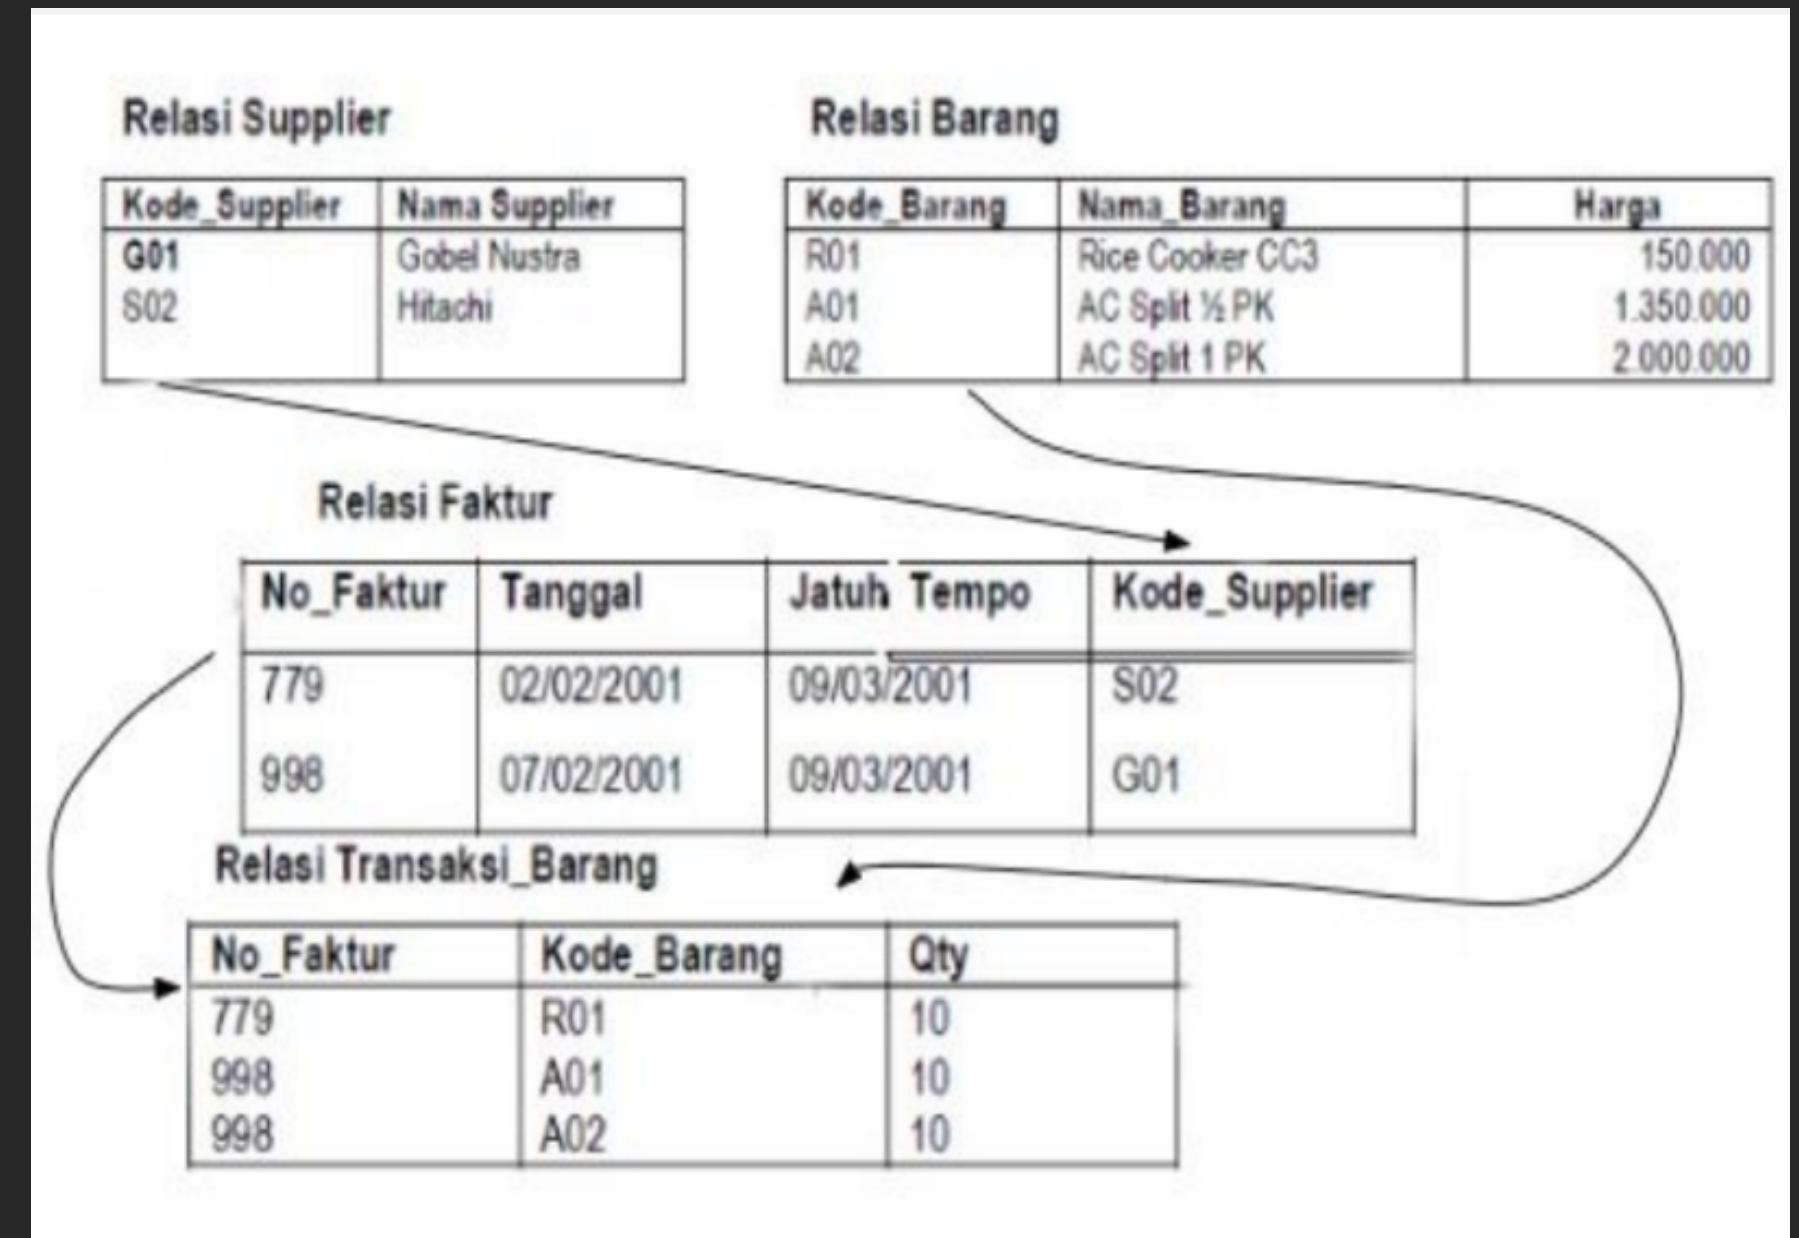 Relasi Supplier
Kode_Supplier Nama Supplier
G01 Gobel Nustra
S02 Hitachi
Relasi Barang
Kode_Barang Nama_Barang Harga
R01 Rice Cooker CC3 150.000
A01 AC Split ½ PK 1.350.000
A02 AC Split 1 PK 2.000.000
Relasi Faktur
No_Faktur Tanggal Jatuh Tempo Kode_Supplier
779 02/02/2001 09/03/2001 S02
998 07/02/2001 09/03/2001 G01
Relasi Transaksi_Barang
No_Faktur Kode_Barang Qty
779 R01 10
998 A01 10
998 A02 10